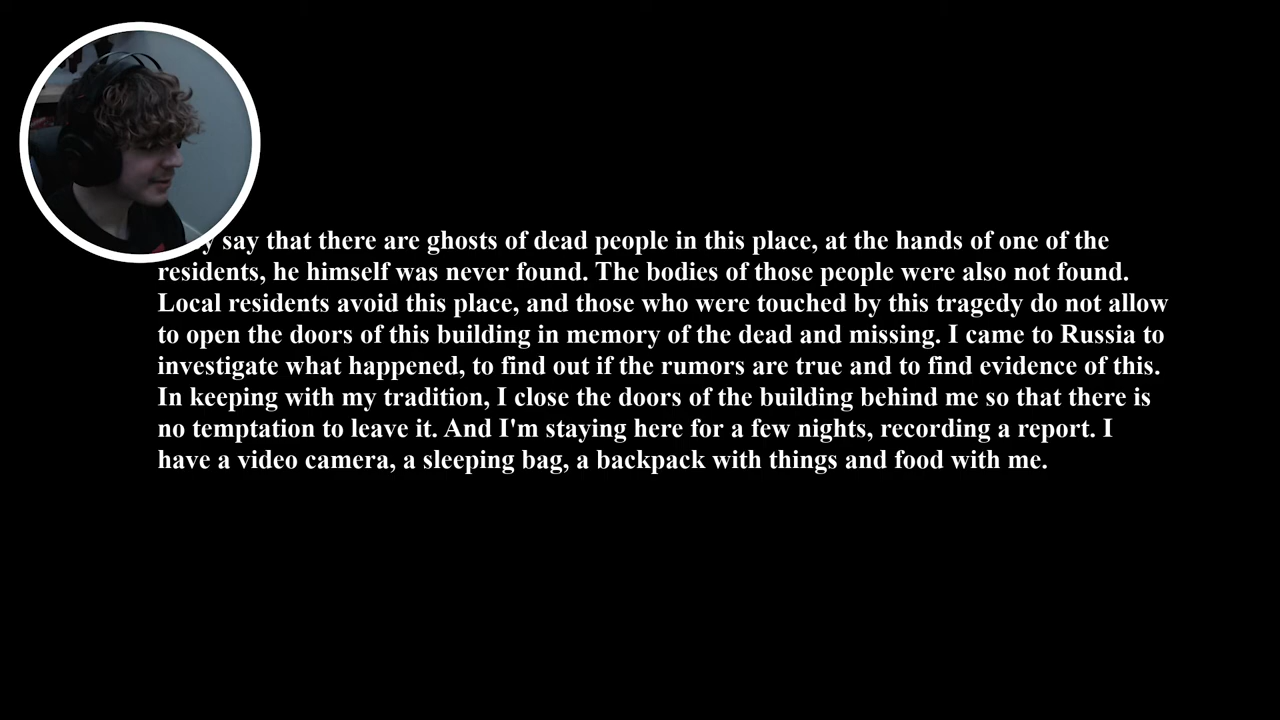 say that there are ghosts of dead people in this place, at the hands of one of the
residents, he himself was never found. The bodies of those people were also not found.
Local residents avoid this place, and those who were touched by this tragedy do not allow
to open the doors of this building in memory of the dead and missing. I came to Russia to
investigate what happened, to find out if the rumors are true and to find evidence of this.
In keeping with my tradition, I close the doors of the building behind me so that there is
no temptation to leave it. And I'm staying here for a few nights, recording a report. I
have a video camera, a sleeping bag, a backpack with things and food with me.